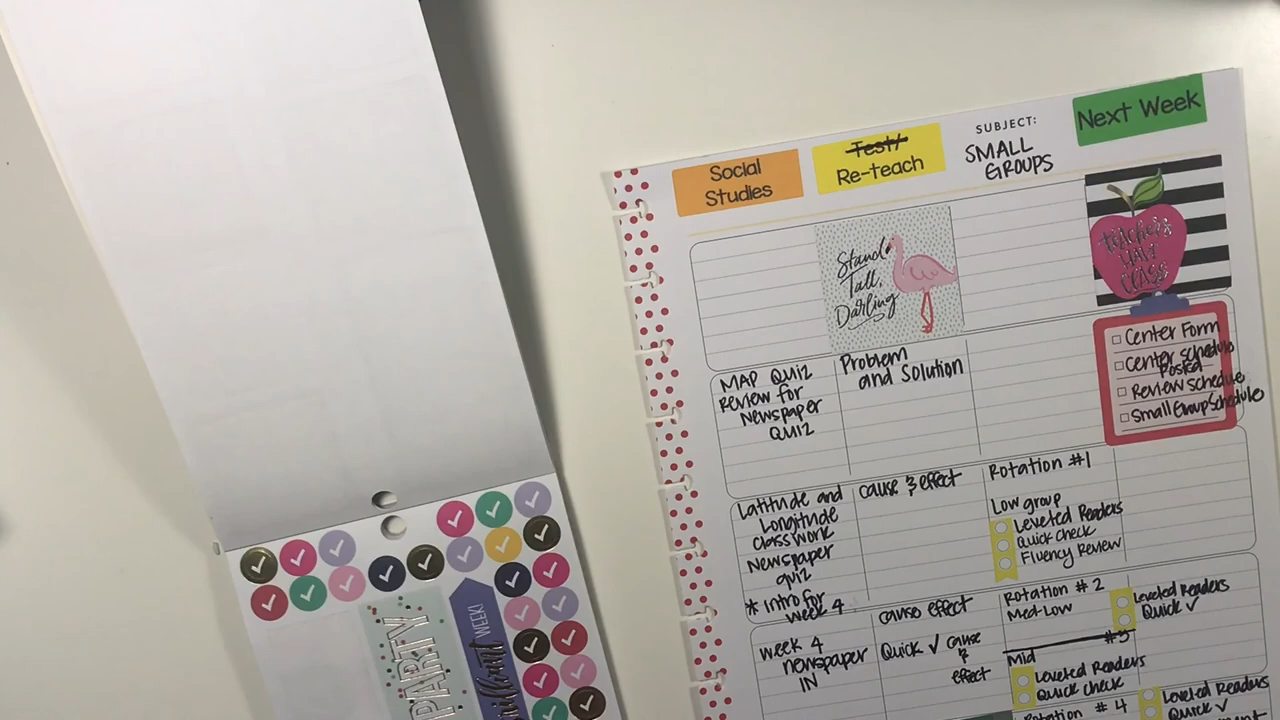 Social
Studies
Test/
Re-teach
SUBJECT:
SMALL
GROUPS
Next Week
Stand
Tall,
Darling
teachers
HAVE
CLASS
Center Form
Center schedule
Posted
Review schedule
Small Group Schedule
MAP QUIZ
Review for
Newspaper
QUIZ
Problem
and Solution
Latitude and
Longitude
classwork
Newspaper
quiz
* Intro for
week 4
cause & effect
Rotation #1
Low group
Leveled Readers
Quick check
Fluency Review
week 4
newspaper
IN
cause effect
Quick ✓ cause
&
effect
Rotation # 2
Med-Low
Leveled Readers
Quick ✓
#3
Mid
Leveled Readers
Quick check
Rotation # 4
Leveled Readers
Quick ✓
PARTY
brilliant WEEK!